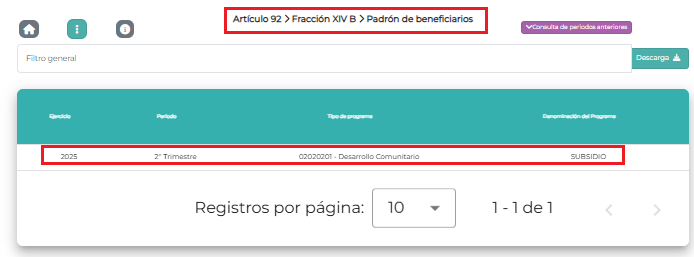 Artículo 92 > Fracción XIV B > Padrón de beneficiarios
Consulta de periodos anteriores
Filtro general
Descarga
Ejercicio Periodo Tipo de programa Denominación del Programa
2025 2° Trimestre 02020201 - Desarrollo Comunitario SUBSIDIO
Registros por página: 10 1 - 1 de 1